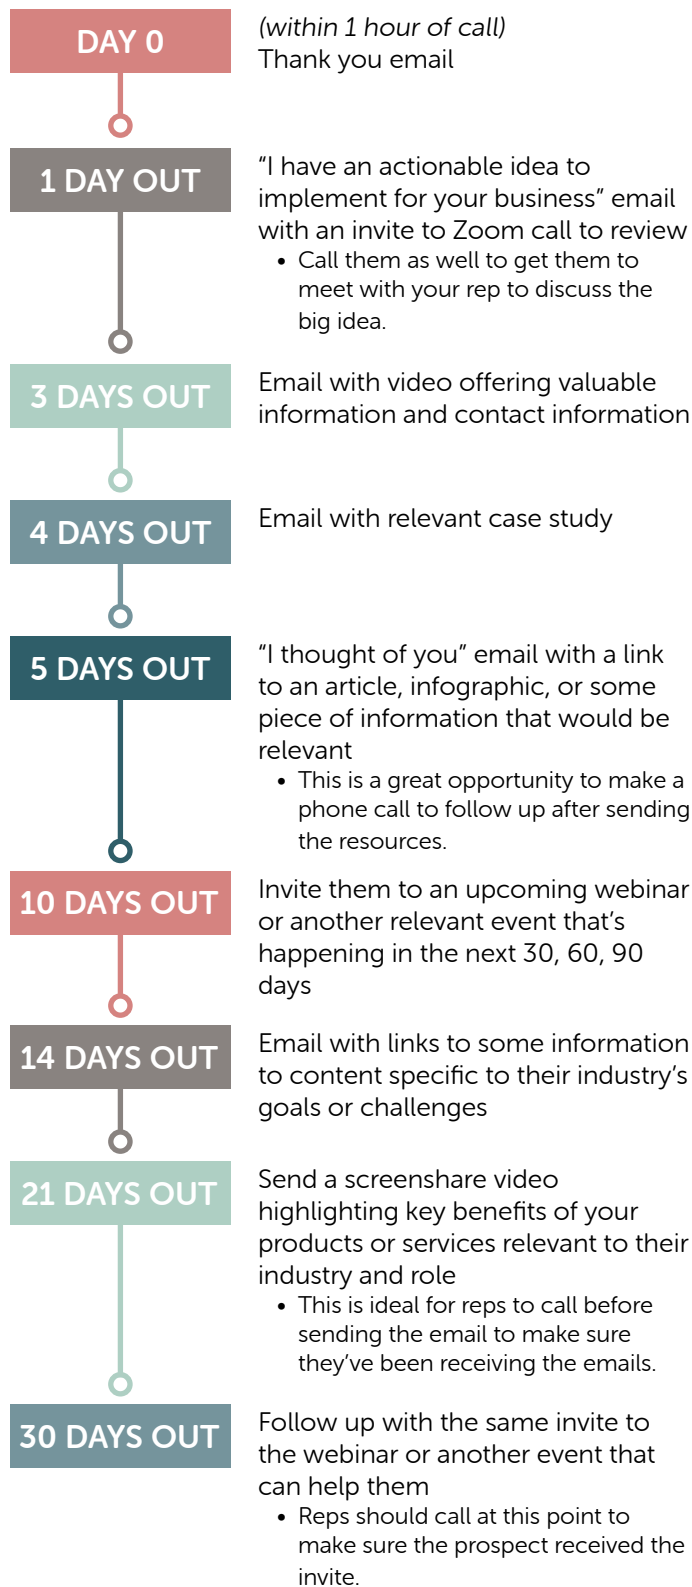 DAY 0
(within 1 hour of call)
Thank you email
1 DAY OUT
“I have an actionable idea to
implement for your business” email
with an invite to Zoom call to review
• Call them as well to get them to
meet with your rep to discuss the
big idea.
3 DAYS OUT
Email with video offering valuable
information and contact information
4 DAYS OUT
Email with relevant case study
5 DAYS OUT
“I thought of you” email with a link
to an article, infographic, or some
piece of information that would be
relevant
• This is a great opportunity to make a
phone call to follow up after sending
the resources.
10 DAYS OUT
Invite them to an upcoming webinar
or another relevant event that’s
happening in the next 30, 60, 90
days
14 DAYS OUT
Email with links to some information
to content specific to their industry’s
goals or challenges
21 DAYS OUT
Send a screenshare video
highlighting key benefits of your
products or services relevant to their
industry and role
• This is ideal for reps to call before
sending the email to make sure
they’ve been receiving the emails.
30 DAYS OUT
Follow up with the same invite to
the webinar or another event that
can help them
• Reps should call at this point to
make sure the prospect received the
invite.